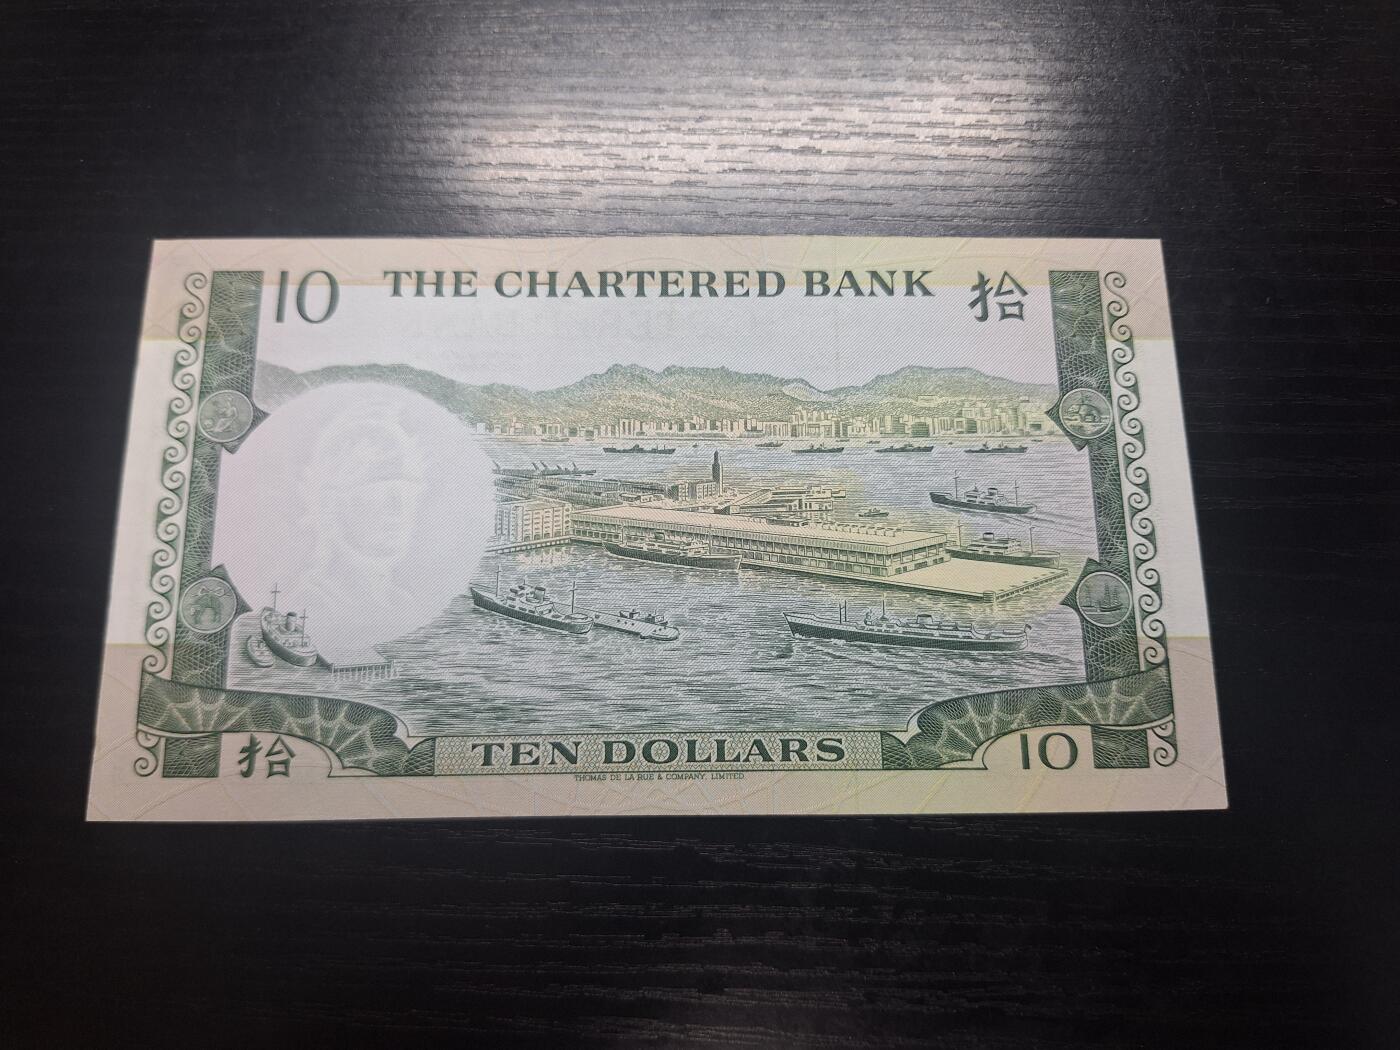 10 THE CHARTERED BANK 拾
拾 TEN DOLLARS 10
THOMAS DE LA RUE & COMPANY, LIMITED